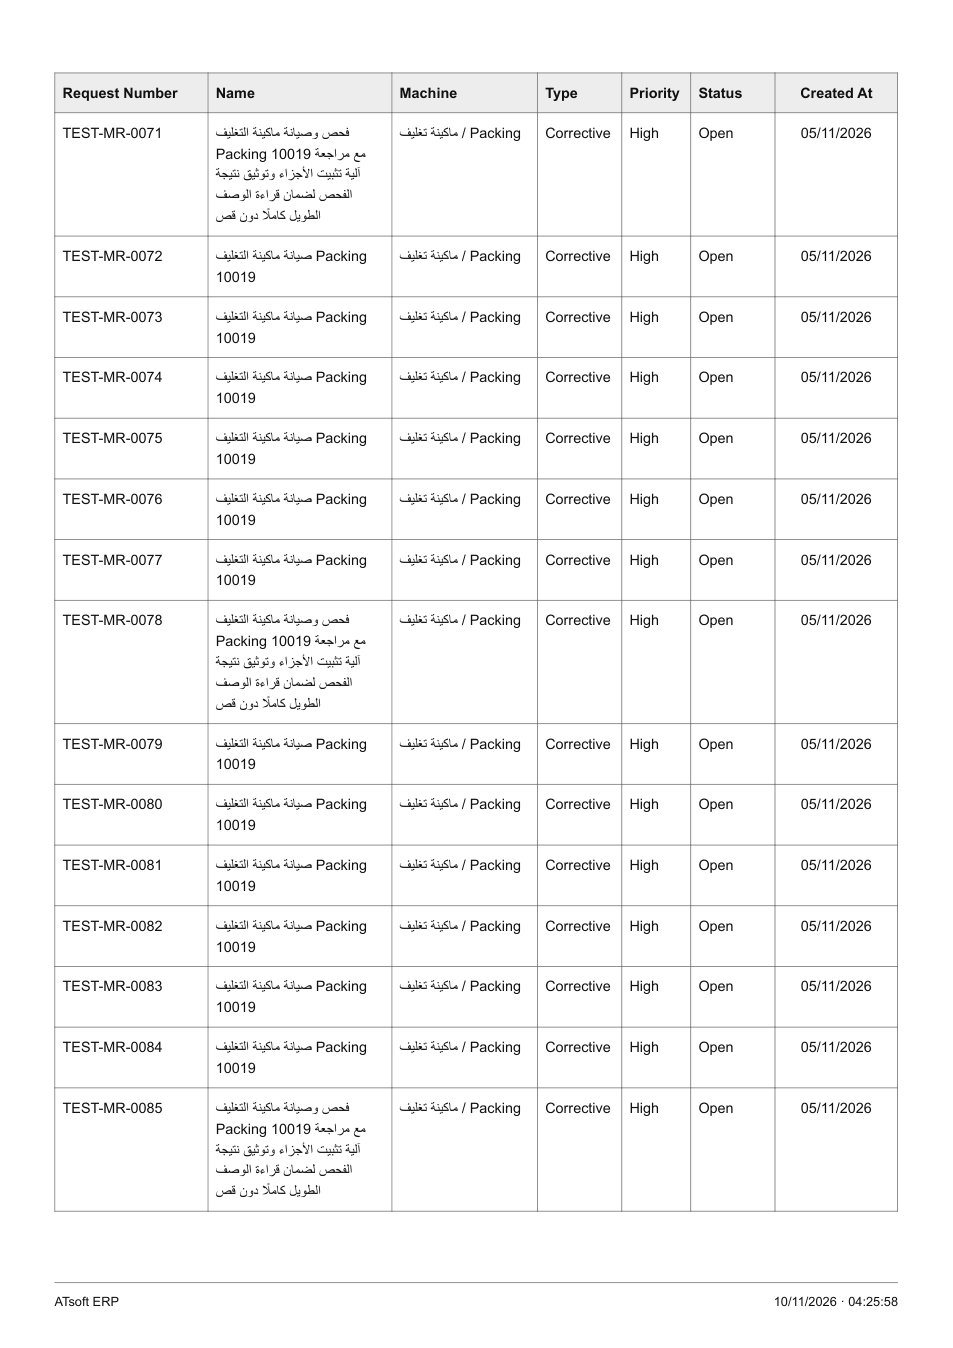 Request Number Name Machine Type Priority Status Created At
TEST-MR-0071 فحص وصيانة ماكينة التغليف ماكينة تغليف / Packing Corrective High Open 05/11/2026
مع مراجعة Packing 10019
آلية تثبيت الأجزاء وتوثيق نتيجة
الفحص لضمان قراءة الوصف
الطويل كاملًا دون قص
TEST-MR-0072 صيانة ماكينة التغليف Packing ماكينة تغليف / Packing Corrective High Open 05/11/2026
10019
TEST-MR-0073 صيانة ماكينة التغليف Packing ماكينة تغليف / Packing Corrective High Open 05/11/2026
10019
TEST-MR-0074 صيانة ماكينة التغليف Packing ماكينة تغليف / Packing Corrective High Open 05/11/2026
10019
TEST-MR-0075 صيانة ماكينة التغليف Packing ماكينة تغليف / Packing Corrective High Open 05/11/2026
10019
TEST-MR-0076 صيانة ماكينة التغليف Packing ماكينة تغليف / Packing Corrective High Open 05/11/2026
10019
TEST-MR-0077 صيانة ماكينة التغليف Packing ماكينة تغليف / Packing Corrective High Open 05/11/2026
10019
TEST-MR-0078 فحص وصيانة ماكينة التغليف ماكينة تغليف / Packing Corrective High Open 05/11/2026
مع مراجعة Packing 10019
آلية تثبيت الأجزاء وتوثيق نتيجة
الفحص لضمان قراءة الوصف
الطويل كاملًا دون قص
TEST-MR-0079 صيانة ماكينة التغليف Packing ماكينة تغليف / Packing Corrective High Open 05/11/2026
10019
TEST-MR-0080 صيانة ماكينة التغليف Packing ماكينة تغليف / Packing Corrective High Open 05/11/2026
10019
TEST-MR-0081 صيانة ماكينة التغليف Packing ماكينة تغليف / Packing Corrective High Open 05/11/2026
10019
TEST-MR-0082 صيانة ماكينة التغليف Packing ماكينة تغليف / Packing Corrective High Open 05/11/2026
10019
TEST-MR-0083 صيانة ماكينة التغليف Packing ماكينة تغليف / Packing Corrective High Open 05/11/2026
10019
TEST-MR-0084 صيانة ماكينة التغليف Packing ماكينة تغليف / Packing Corrective High Open 05/11/2026
10019
TEST-MR-0085 فحص وصيانة ماكينة التغليف ماكينة تغليف / Packing Corrective High Open 05/11/2026
مع مراجعة Packing 10019
آلية تثبيت الأجزاء وتوثيق نتيجة
الفحص لضمان قراءة الوصف
الطويل كاملًا دون قص
ATsoft ERP 10/11/2026 · 04:25:58